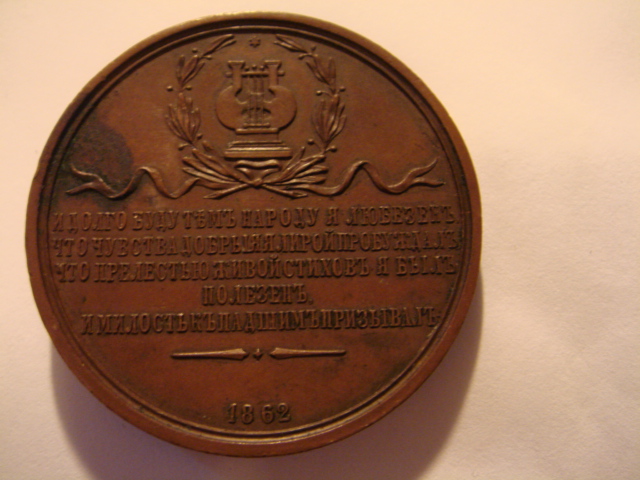 И ДОЛГО БУДУ ТѢМЪ НАРОДУ Я ЛЮБЕЗЕНЪ
ЧТО ЧУВСТВА ДОБРЫЯ Я ЛИРОЙ ПРОБУЖДАЛЪ,
ЧТО ПРЕЛЕСТЬЮ ЖИВОЙ СТИХОВЪ Я БЫЛЪ
ПОЛЕЗЕНЪ,
И МИЛОСТЬ КЪ ПАДШИМЪ ПРИЗЫВАЛЪ
1862